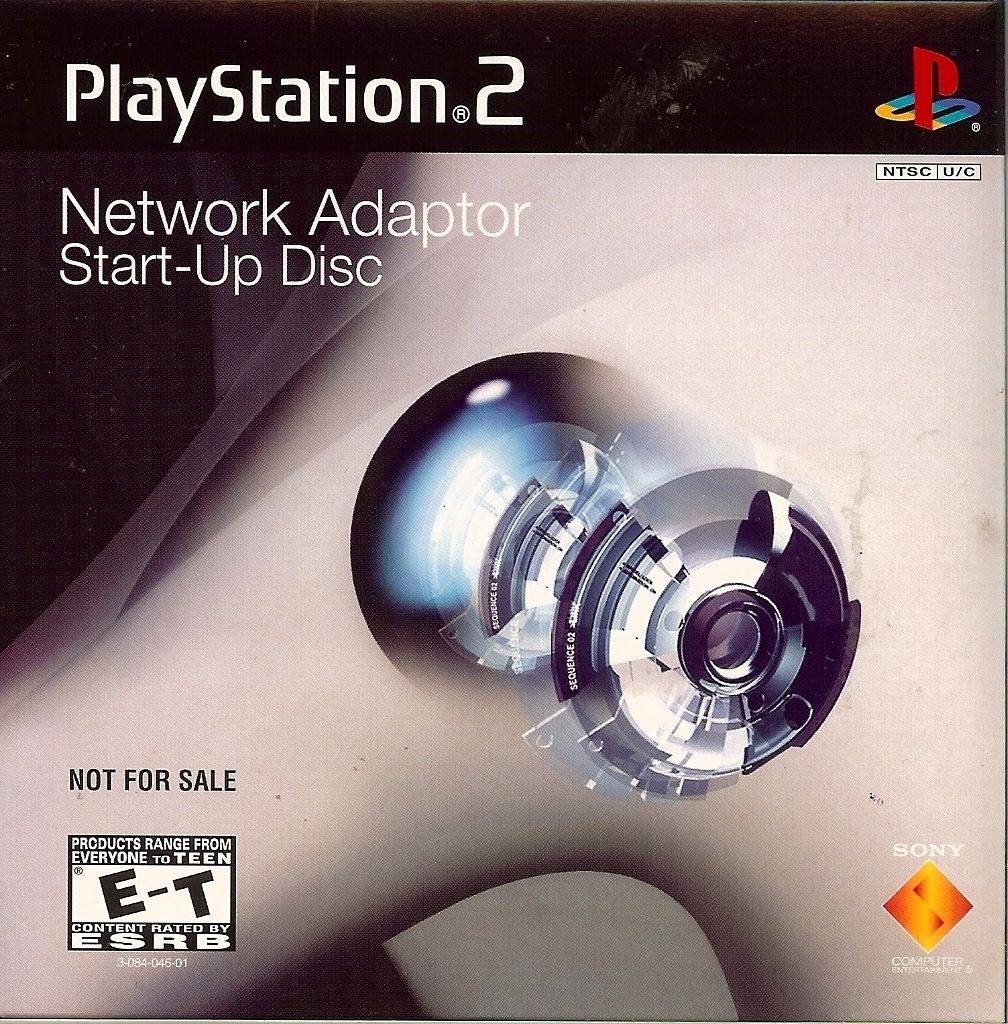 PlayStation®2
®
NTSC U/C
Network Adaptor
Start-Up Disc
SEQUENCE 02
SEQUENCE 02
NOT FOR SALE
PRODUCTS RANGE FROM
EVERYONE TO TEEN
®
E-T
CONTENT RATED BY
ESRB
3-084-046-01
SONY
COMPUTER
ENTERTAINMENT ®